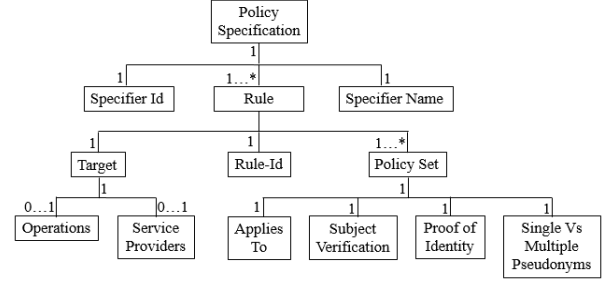 Policy
Specification
1
1
1…*
1
Specifier Id
Rule
Specifier Name
1
1
1…*
Target
Rule-Id
Policy Set
1
1
0…1
0…1
1
1
1
1
Operations
Service
Providers
Applies
To
Subject
Verification
Proof of
Identity
Single Vs
Multiple
Pseudonyms